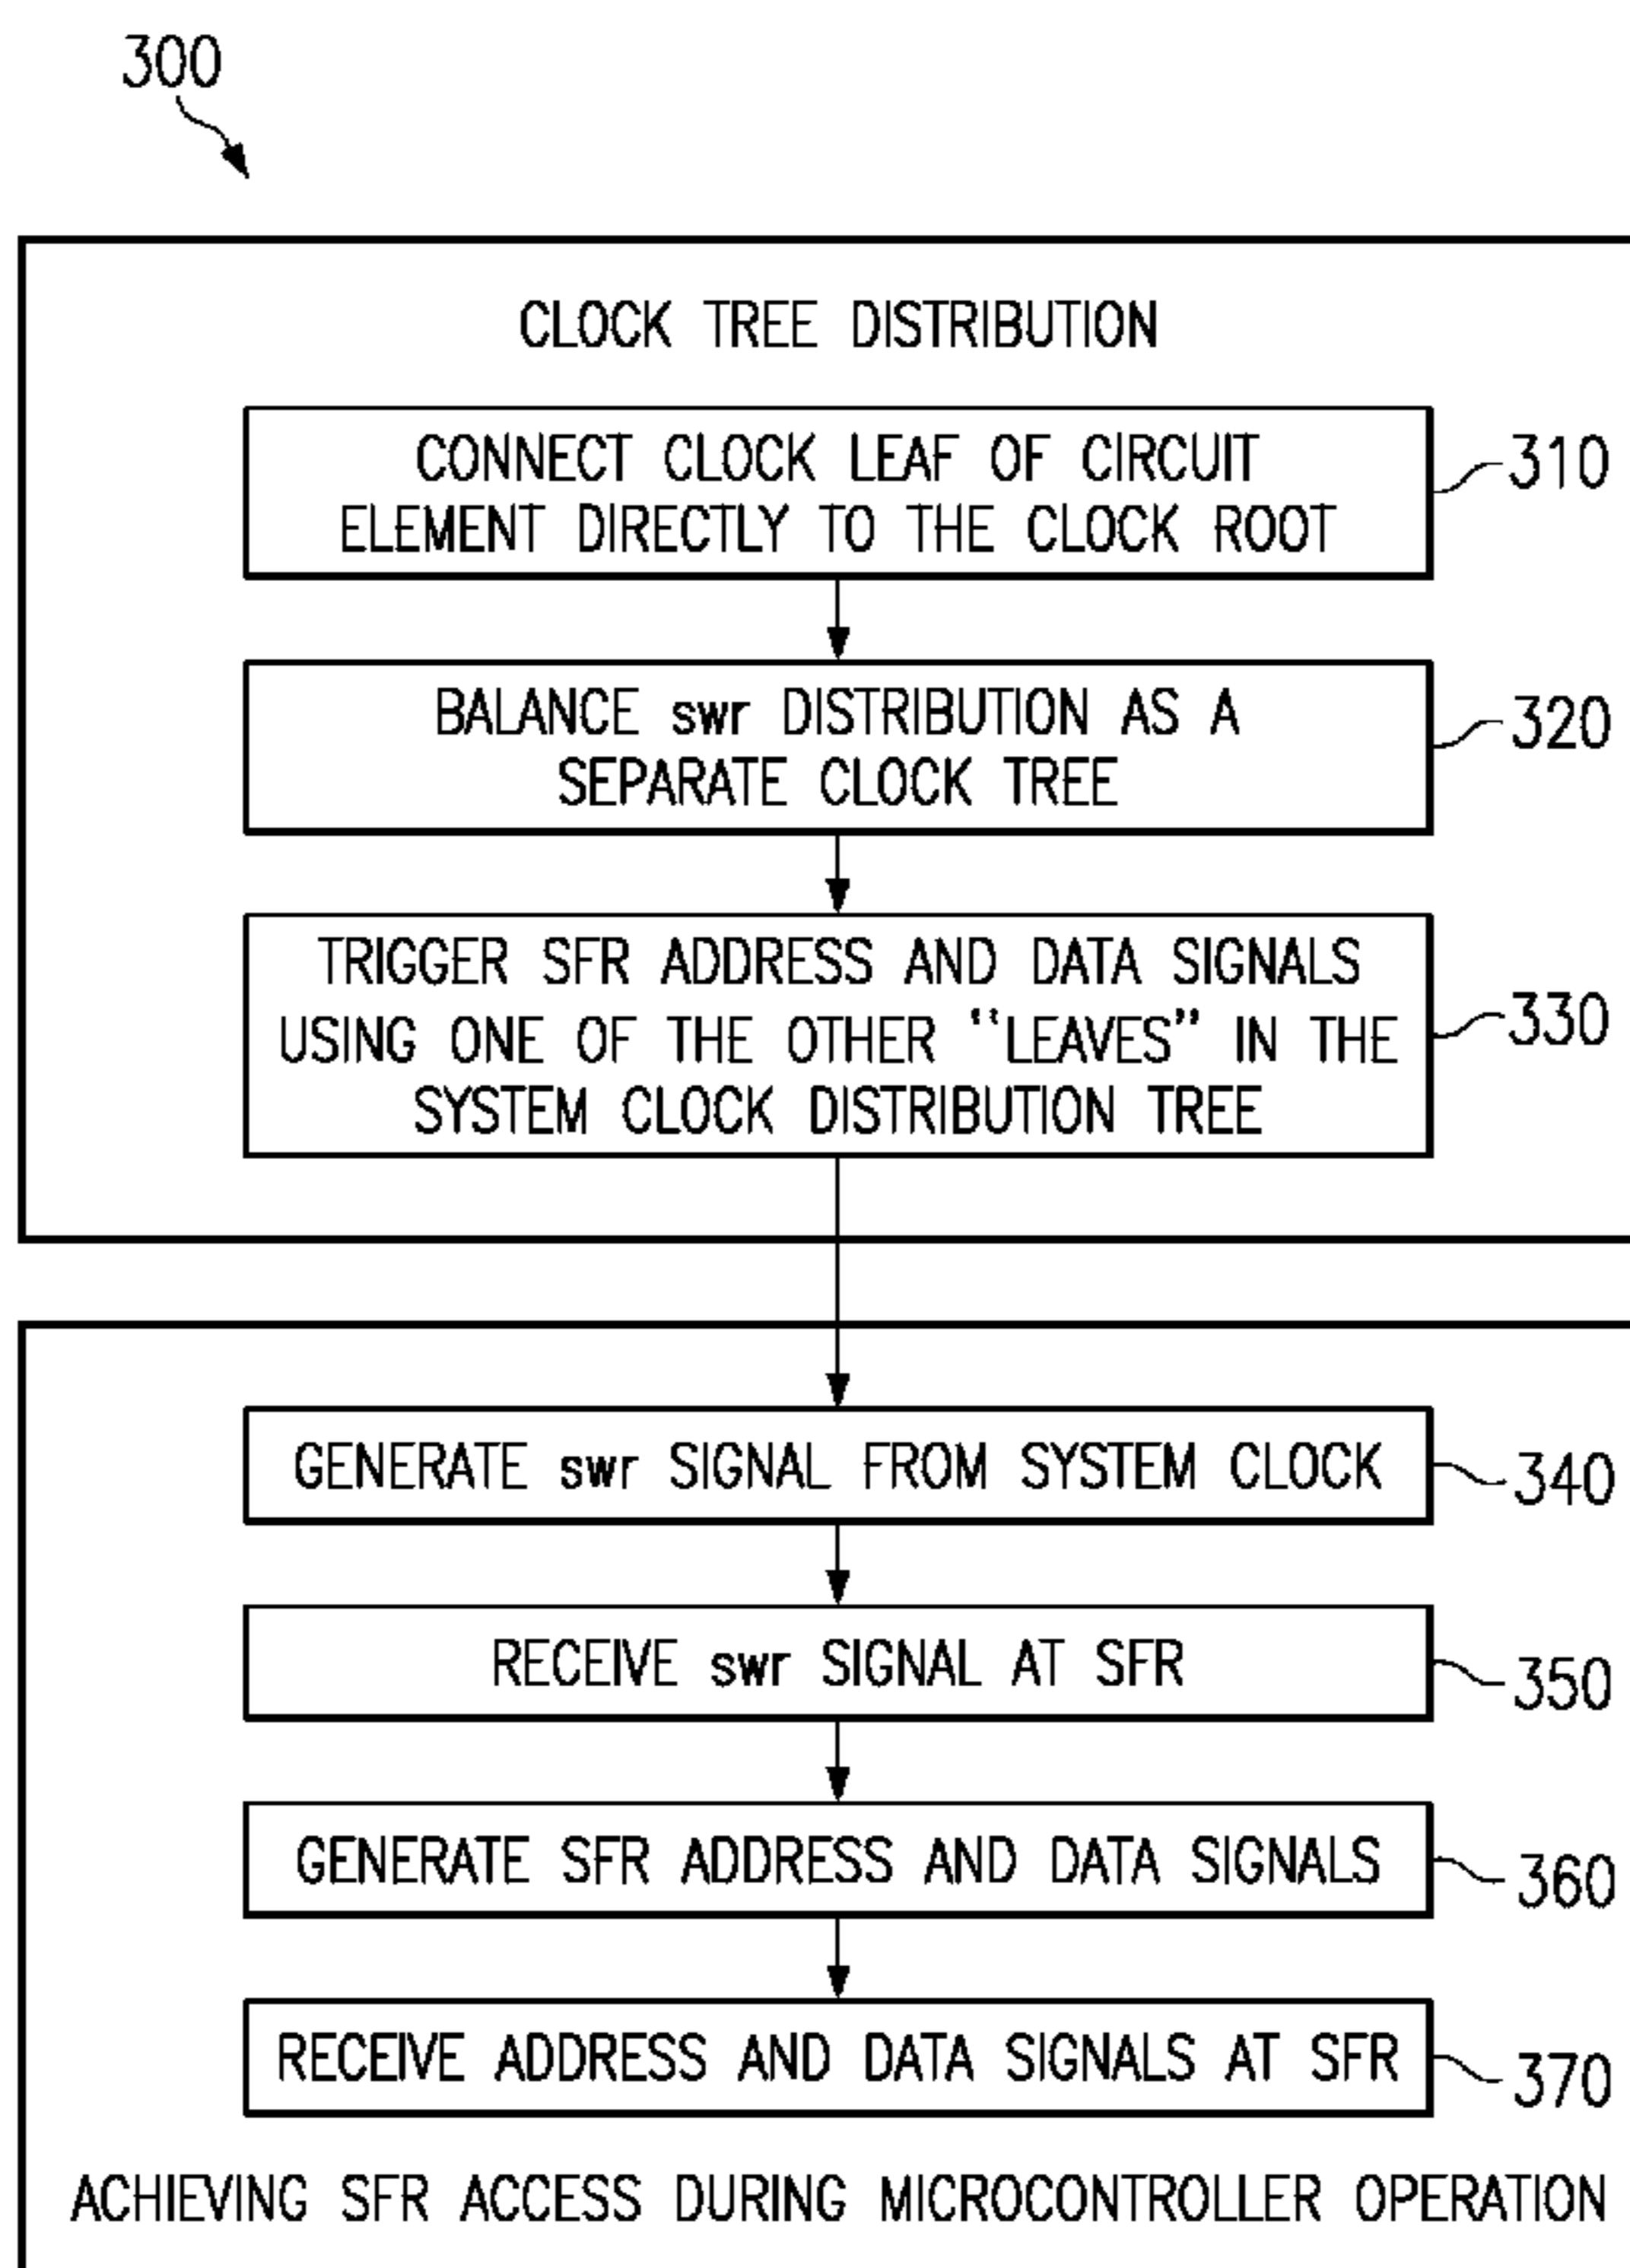 300
CLOCK TREE DISTRIBUTION
CONNECT CLOCK LEAF OF CIRCUIT
ELEMENT DIRECTLY TO THE CLOCK ROOT
310
BALANCE swr DISTRIBUTION AS A
SEPARATE CLOCK TREE
320
TRIGGER SFR ADDRESS AND DATA SIGNALS
USING ONE OF THE OTHER "LEAVES" IN THE
SYSTEM CLOCK DISTRIBUTION TREE
330
GENERATE swr SIGNAL FROM SYSTEM CLOCK
340
RECEIVE swr SIGNAL AT SFR
350
GENERATE SFR ADDRESS AND DATA SIGNALS
360
RECEIVE ADDRESS AND DATA SIGNALS AT SFR
370
ACHIEVING SFR ACCESS DURING MICROCONTROLLER OPERATION